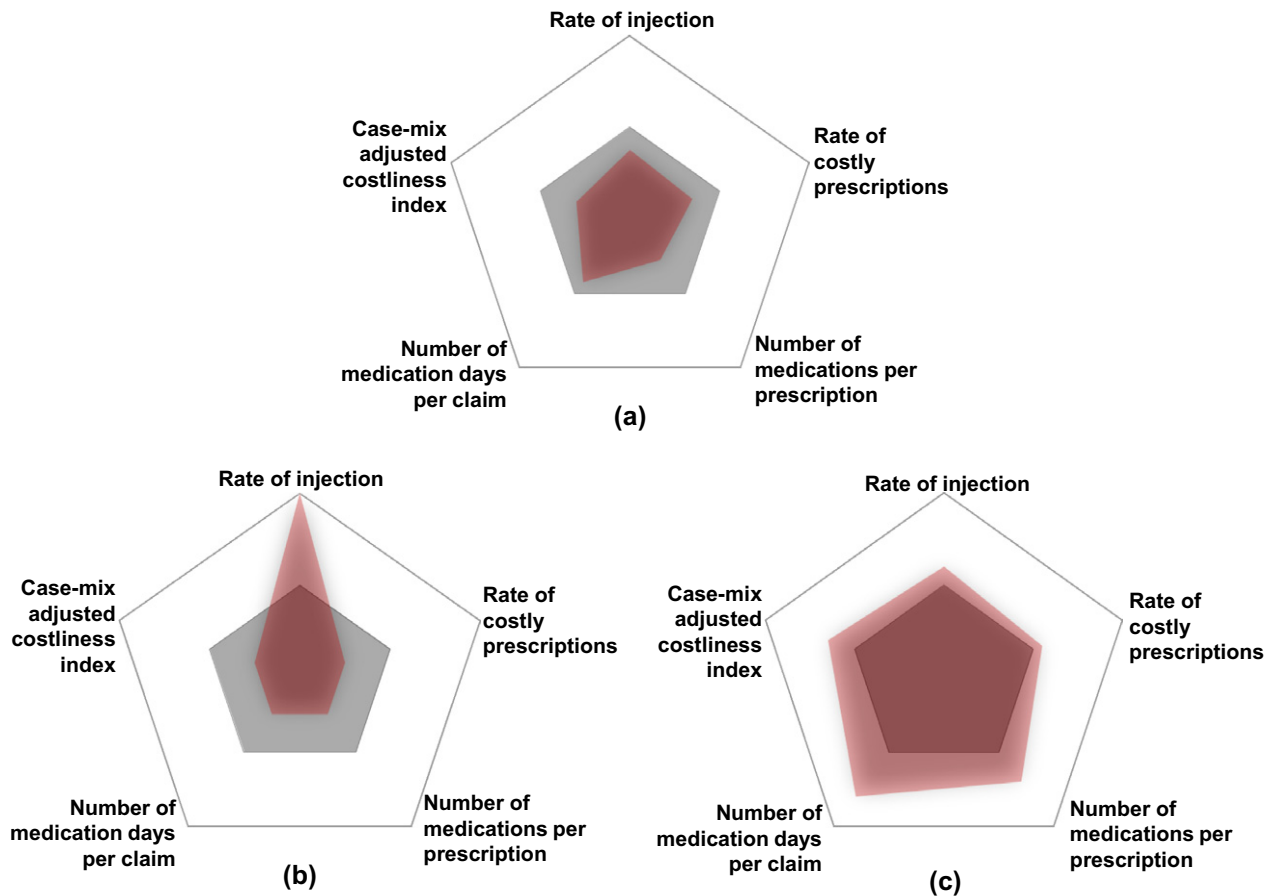 Rate of injection
Case-mix
adjusted
costliness
index
Rate of
costly
prescriptions
Number of
medication days
per claim
Number of
medications per
prescription
(a)
Rate of injection
Case-mix
adjusted
costliness
index
Rate of
costly
prescriptions
Number of
medication days
per claim
Number of
medications per
prescription
(b)
Rate of injection
Case-mix
adjusted
costliness
index
Rate of
costly
prescriptions
Number of
medication days
per claim
Number of
medications per
prescription
(c)